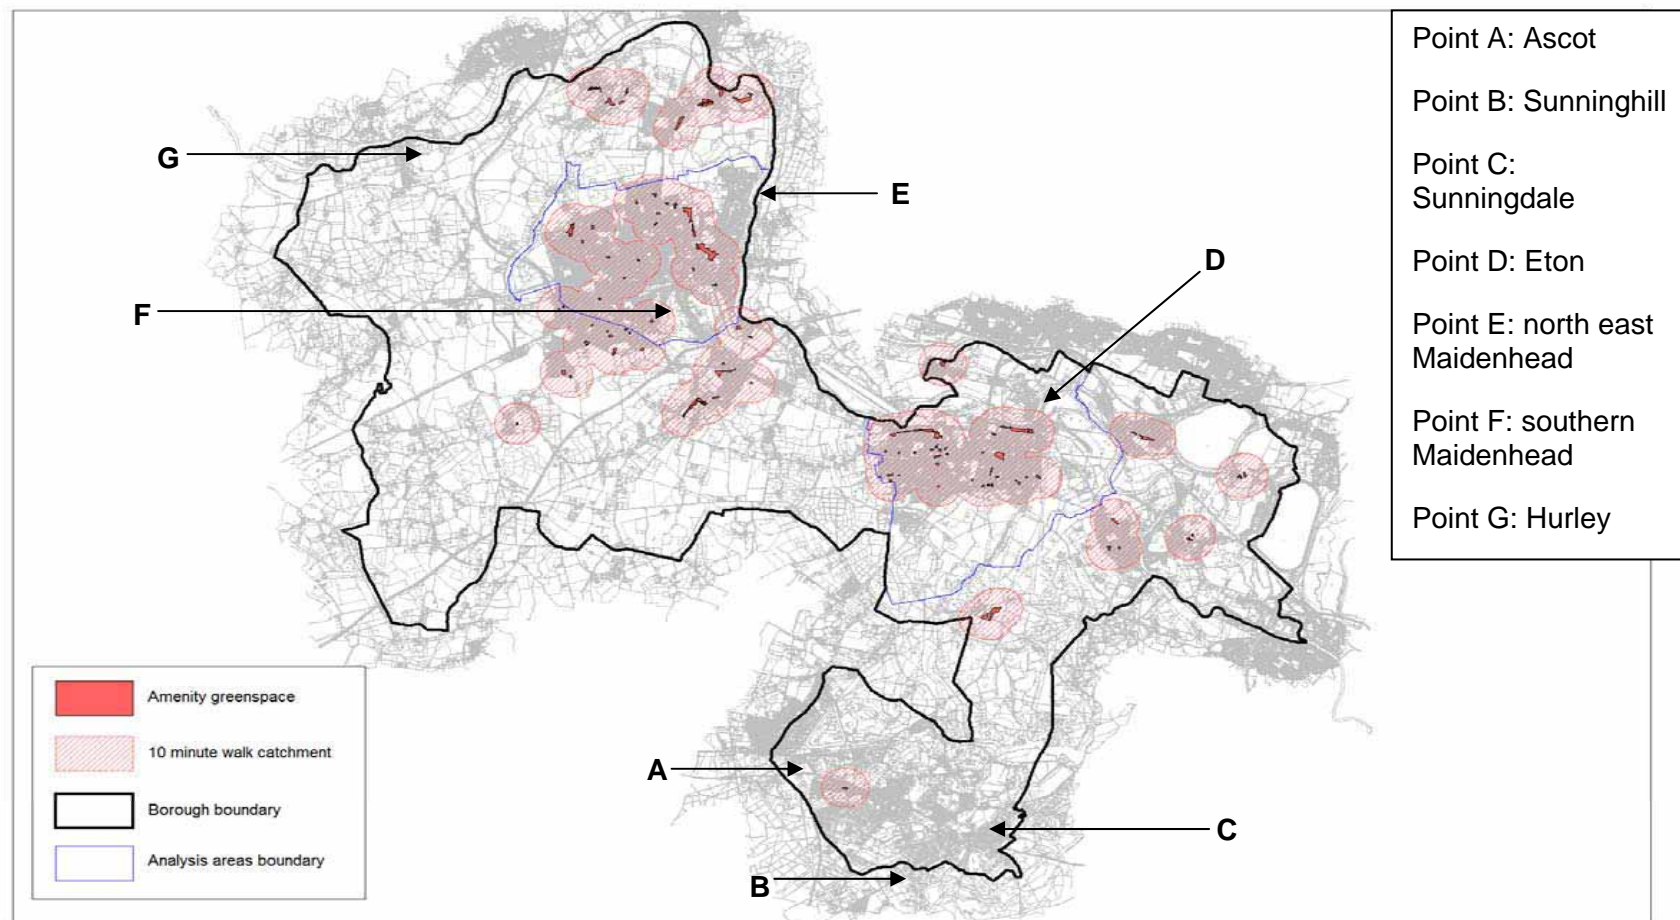 Point A: Ascot
Point B: Sunninghill
Point C:
Sunningdale
Point D: Eton
Point E: north east
Maidenhead
Point F: southern
Maidenhead
Point G: Hurley
G
E
D
F
A
C
B
Amenity greenspace
10 minute walk catchment
Borough boundary
Analysis areas boundary